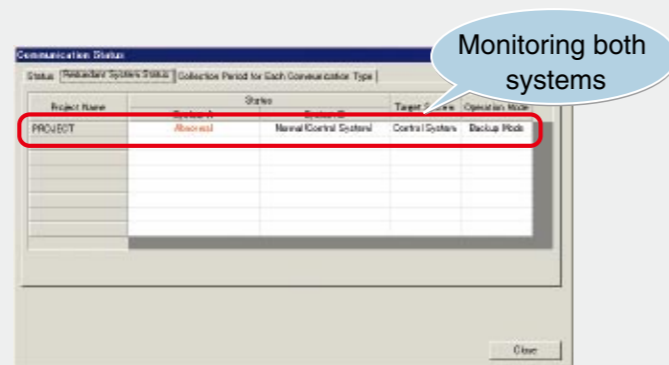 Monitoring both
systems
Communication Status
Status Redundant System Status Collection Period for Each Communication Type
Project Name Status Target System Operation Mode
System A System B
PROJECT Abnormal Normal(Control System) Control System Backup Mode
Close